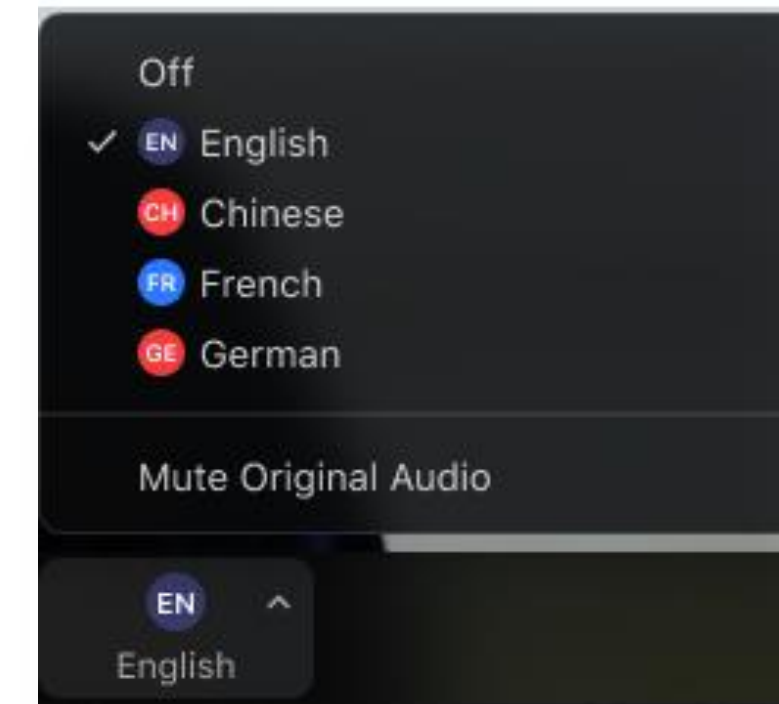 Off
EN English
CH Chinese
FR French
GE German
Mute Original Audio
EN
English